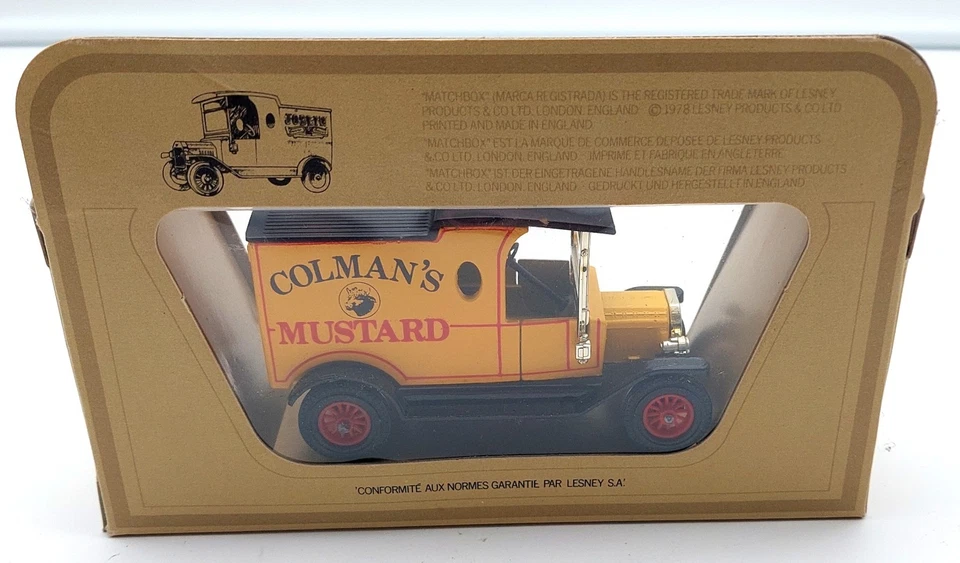 "MATCHBOX" (MARCA REGISTRADA) IS THE REGISTERED TRADE MARK OF LESNEY
PRODUCTS & CO LTD, LONDON, ENGLAND © 1978 LESNEY PRODUCTS & CO LTD
PRINTED AND MADE IN ENGLAND
"MATCHBOX" EST LA MARQUE DE COMMERCE DEPOSEE DE LESNEY PRODUCTS
& CO LTD, LONDON, ENGLAND IMPRIME ET FABRIQUE EN ANGLETERRE
"MATCHBOX" IST DER EINGETRAGENE HANDLESNAME DER FIRMA LESNEY PRODUCTS
& CO LTD, LONDON, ENGLAND GEDRUCKT UND HERGESTELLT IN ENGLAND
COLMAN'S
MUSTARD
'CONFORMITÉ AUX NORMES GARANTIE PAR LESNEY S.A.'